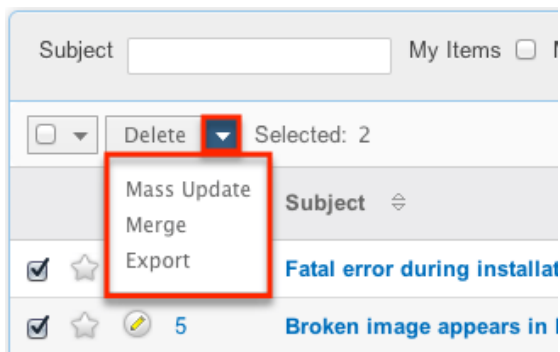 Subject My Items
Delete Selected: 2
Mass Update
Subject
Merge
Export
Fatal error during
5 Broken image appears in